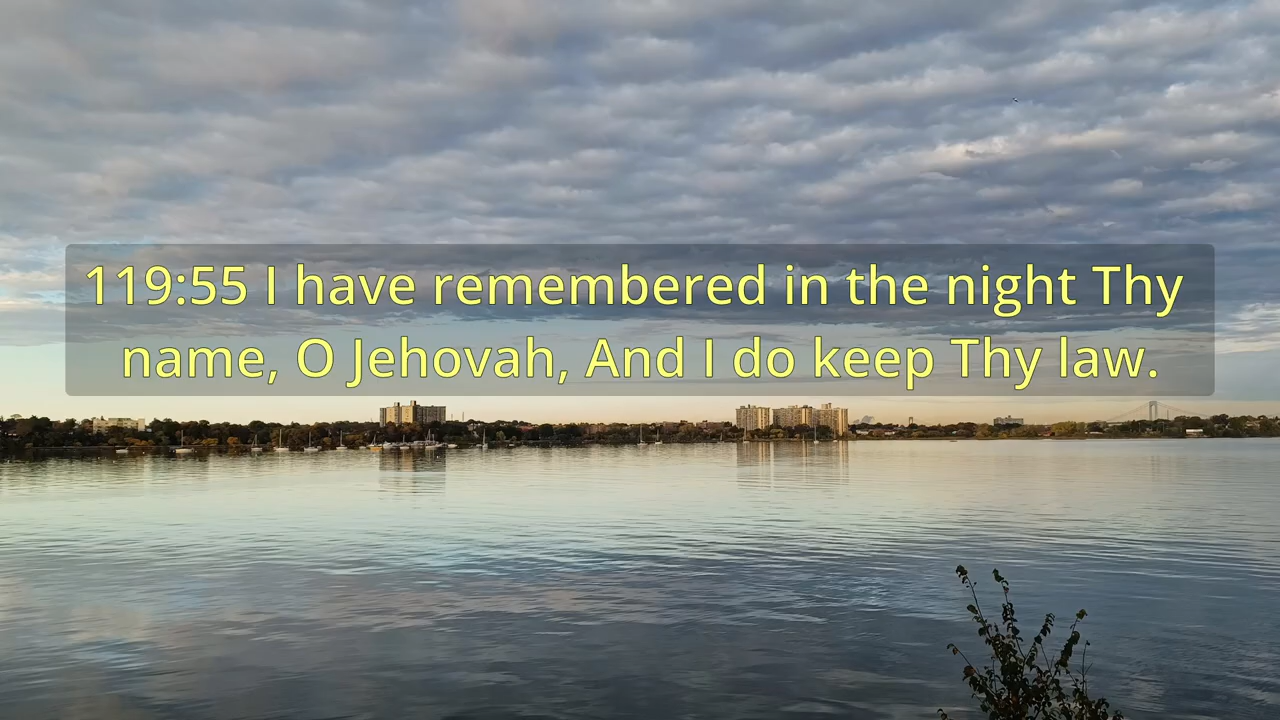 119:55 I have remembered in the night Thy
name, O Jehovah, And I do keep Thy law.